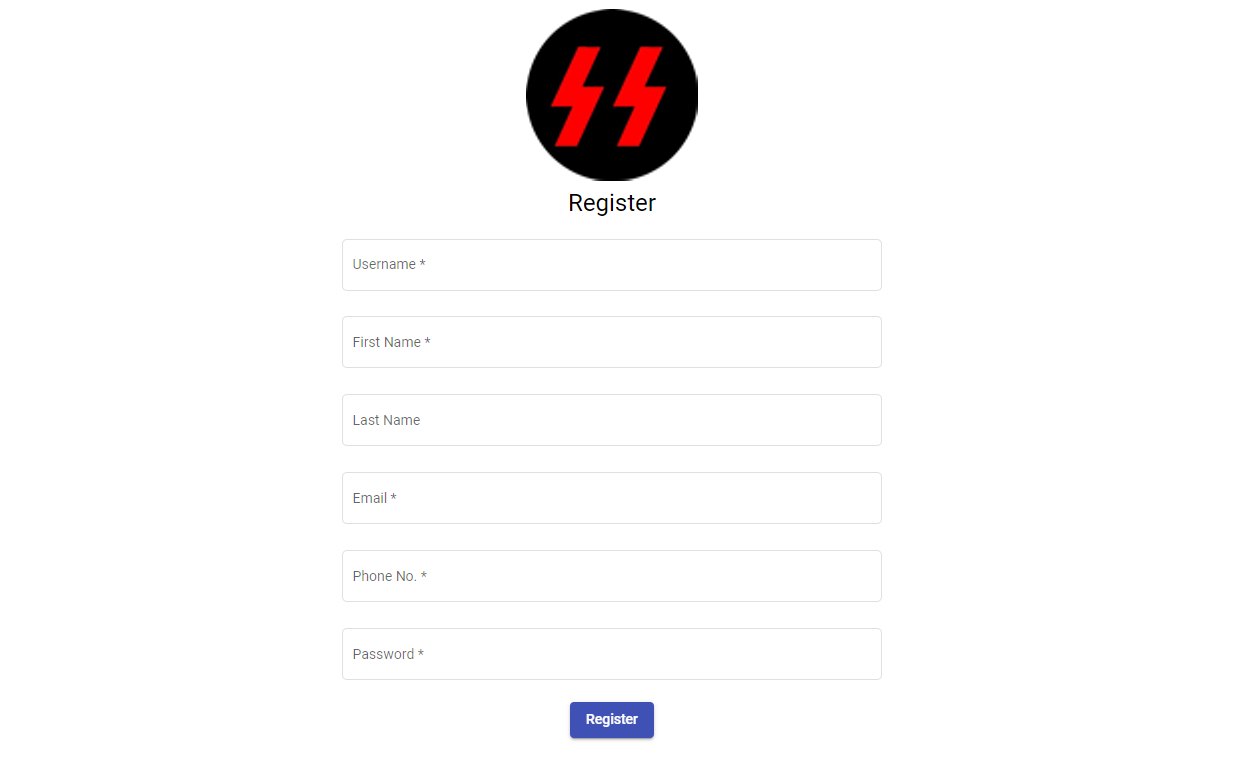 Register
Username *
First Name *
Last Name
Email *
Phone No. *
Password *
Register